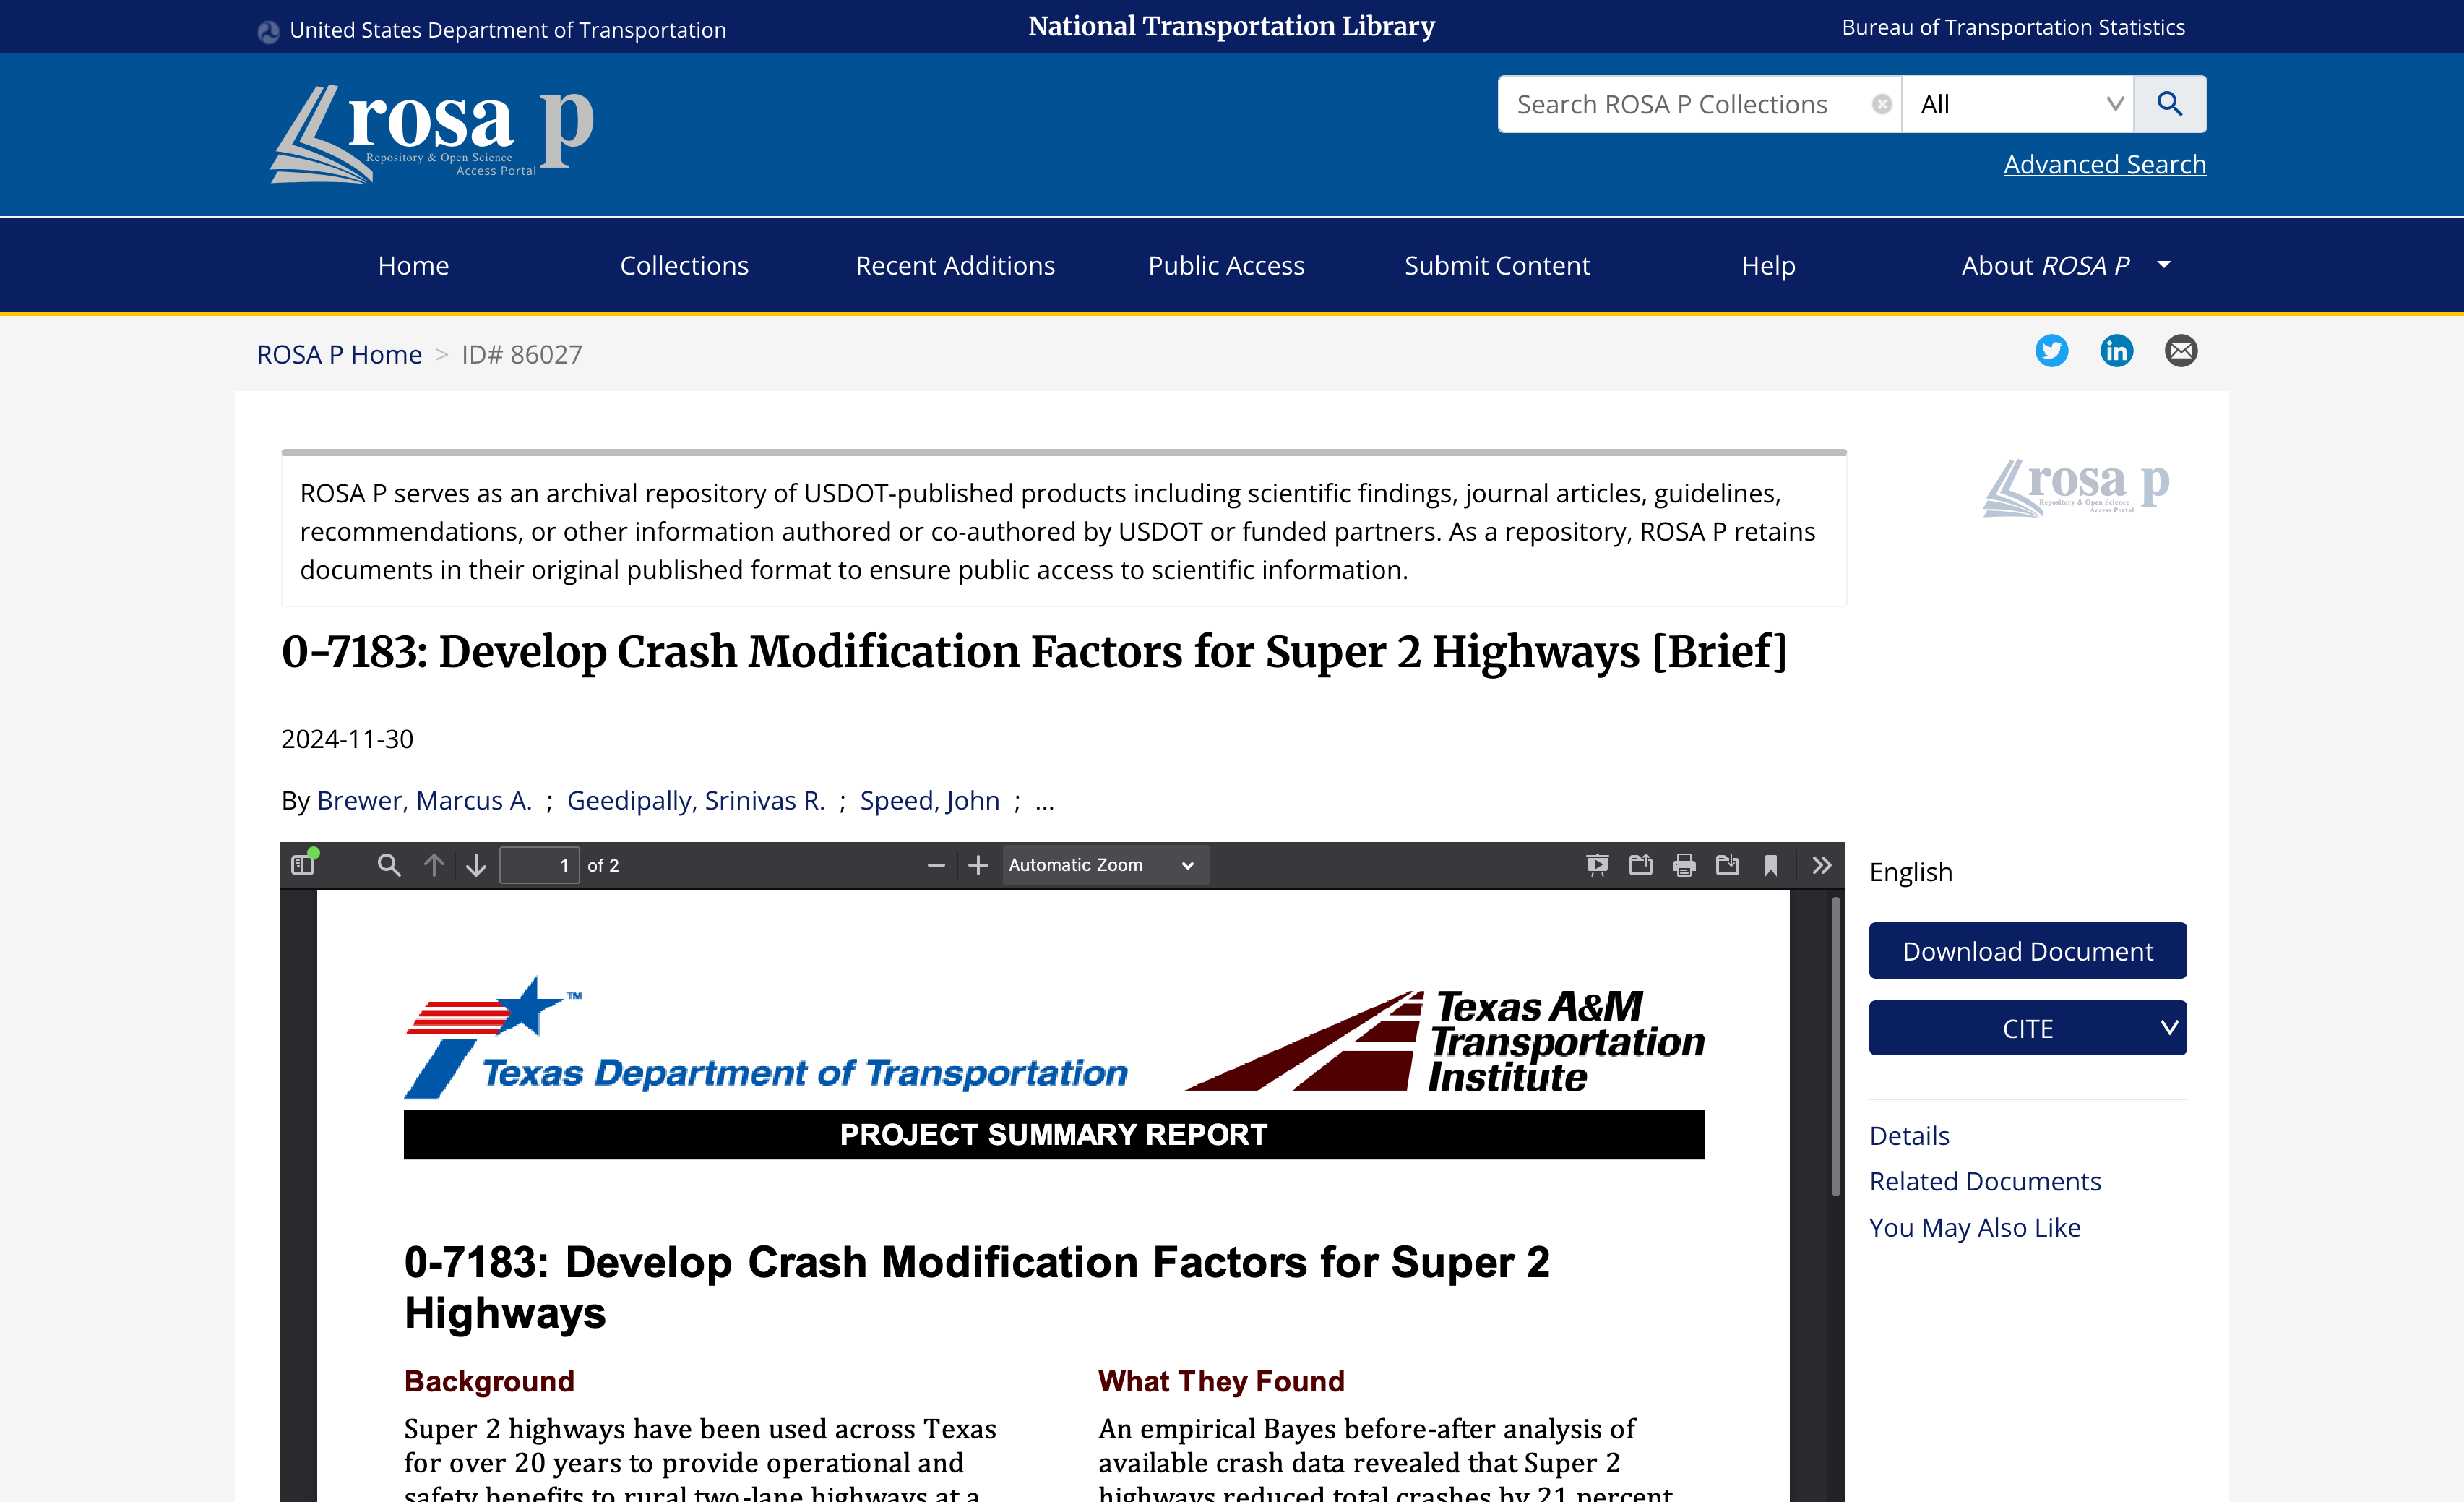 United States Department of Transportation
National Transportation Library
Bureau of Transportation Statistics
rosa p
Repository & Open Science
Access Portal
Search ROSA P Collections
All
Advanced Search
Home
Collections
Recent Additions
Public Access
Submit Content
Help
About ROSA P
ROSA P Home > ID# 86027
ROSA P serves as an archival repository of USDOT-published products including scientific findings, journal articles, guidelines,
recommendations, or other information authored or co-authored by USDOT or funded partners. As a repository, ROSA P retains
documents in their original published format to ensure public access to scientific information.
rosa p
Repository & Open Science
Access Portal
0-7183: Develop Crash Modification Factors for Super 2 Highways [Brief]
2024-11-30
By Brewer, Marcus A. ; Geedipally, Srinivas R. ; Speed, John ; ...
1 of 2
Automatic Zoom
English
Download Document
CITE
Details
Related Documents
You May Also Like
Texas Department of Transportation
TM
Texas A&M
Transportation
Institute
PROJECT SUMMARY REPORT
0-7183: Develop Crash Modification Factors for Super 2
Highways
Background
Super 2 highways have been used across Texas
for over 20 years to provide operational and
safety benefits to rural two-lane highways at a
What They Found
An empirical Bayes before-after analysis of
available crash data revealed that Super 2
highways reduced total crashes by 21 percent